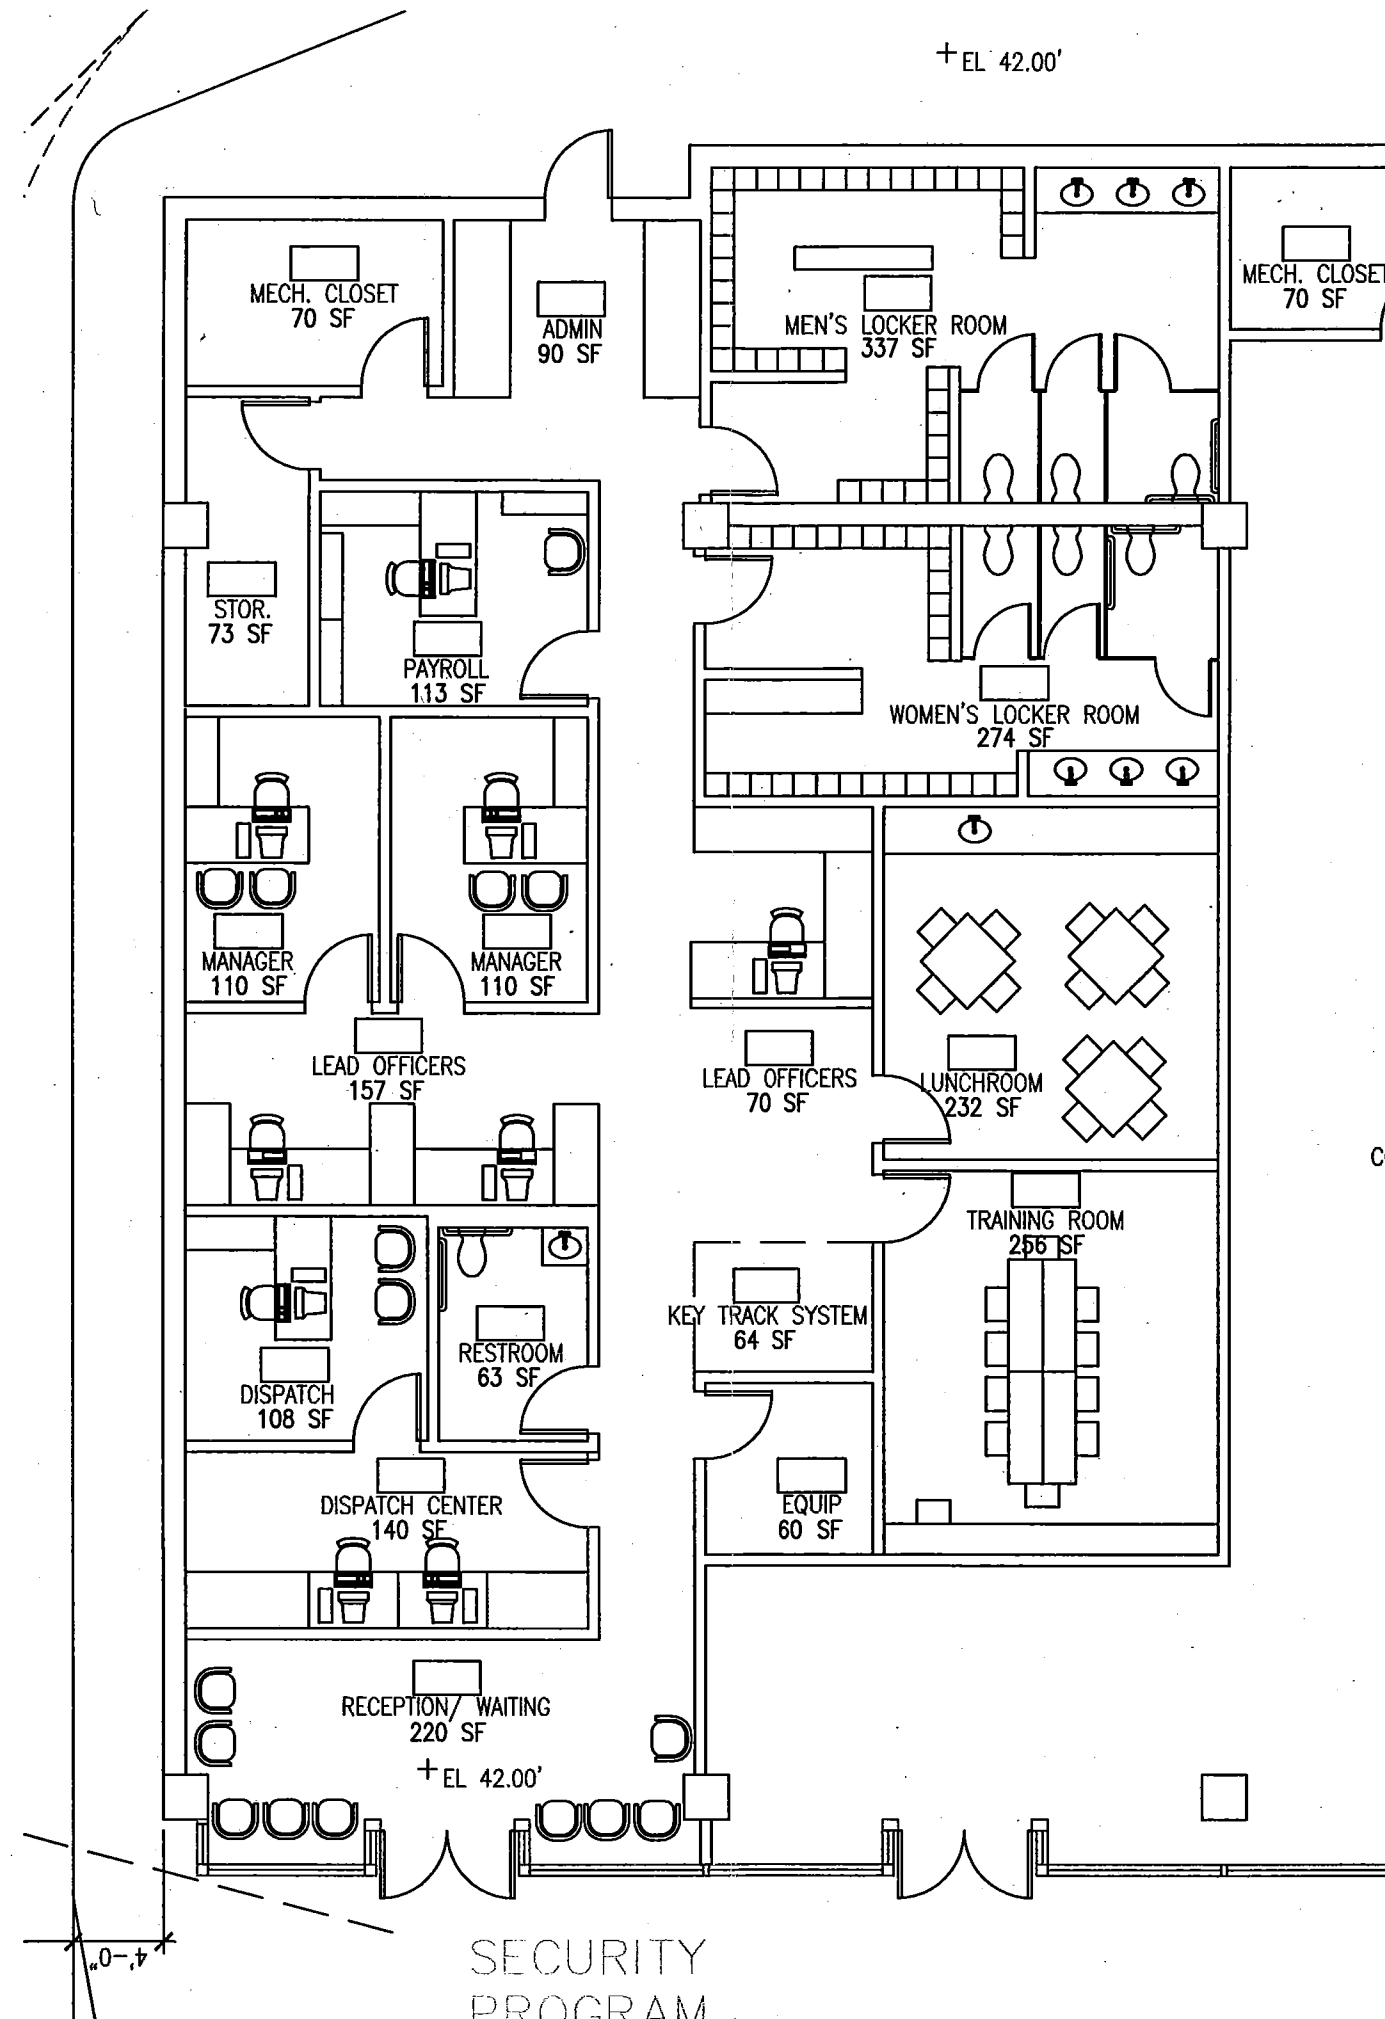 EL 42.00'
MECH. CLOSET
70 SF
ADMIN
90 SF
MEN'S LOCKER ROOM
337 SF
MECH. CLOSET
70 SF
STOR.
73 SF
PAYROLL
113 SF
WOMEN'S LOCKER ROOM
274 SF
MANAGER
110 SF
MANAGER
110 SF
LEAD OFFICERS
157 SF
LEAD OFFICERS
70 SF
LUNCHROOM
232 SF
TRAINING ROOM
256 SF
KEY TRACK SYSTEM
64 SF
RESTROOM
63 SF
DISPATCH
108 SF
DISPATCH CENTER
140 SF
EQUIP
60 SF
RECEPTION/ WAITING
220 SF
EL 42.00'
4'-0"
SECURITY
PROGRAM